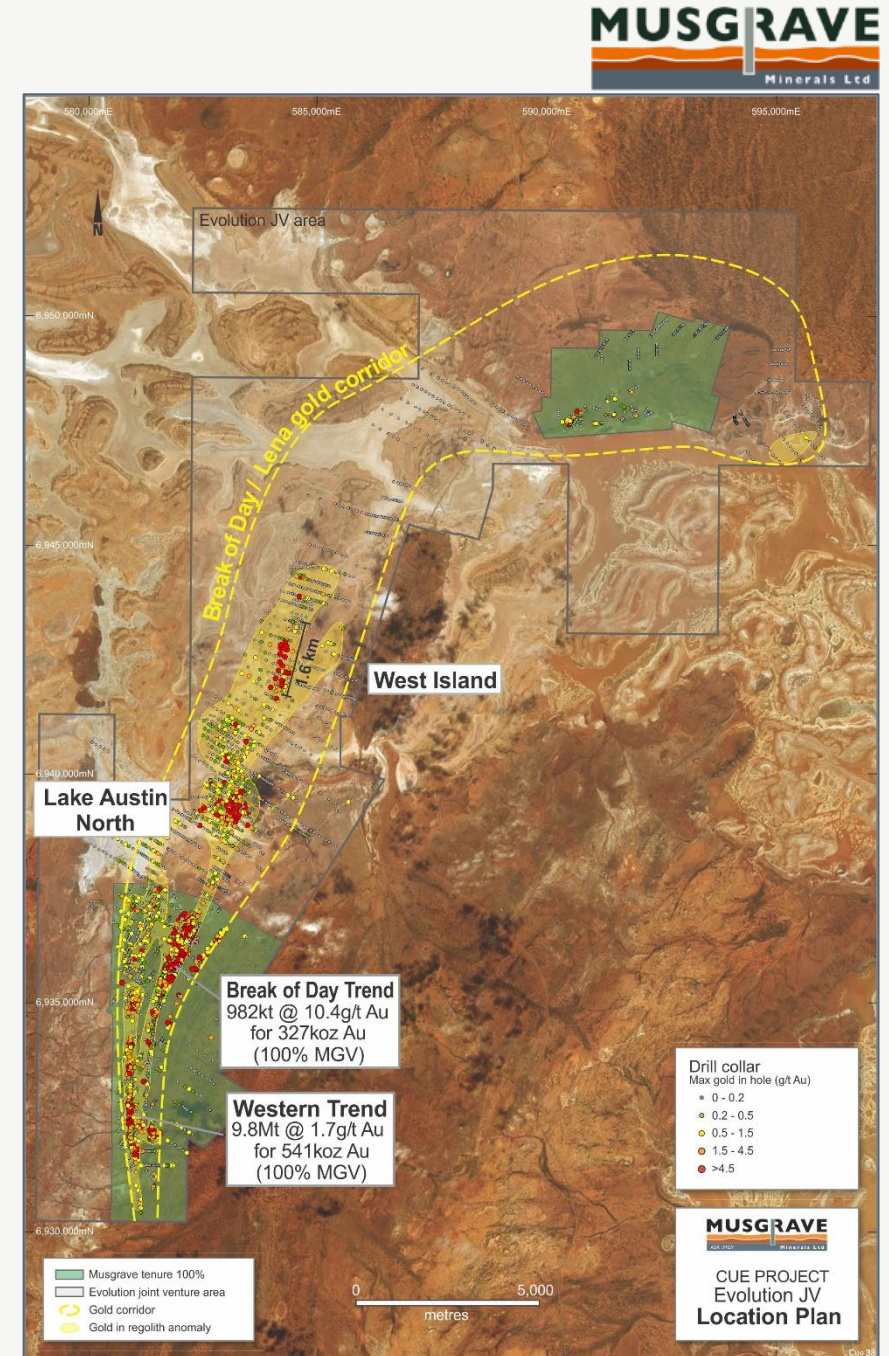 MUSGRAVE
Minerals Ltd
580,000mE
585,000mE
590,000mE
595,000mE
N
Evolution JV area
6,950,000mN
Break of Day / Lena gold corridor
6,945,000mN
1.6 km
West Island
6,940,000mN
Lake Austin
North
6,935,000mN
Break of Day Trend
982kt @ 10.4g/t Au
for 327koz Au
(100% MGV)
Western Trend
9.8Mt @ 1.7g/t Au
for 541koz Au
(100% MGV)
6,930,000mN
Drill collar
Max gold in hole (g/t Au)
0 - 0.2
0.2 - 0.5
0.5 - 1.5
1.5 - 4.5
>4.5
Musgrave tenure 100%
Evolution joint venture area
Gold corridor
Gold in regolith anomaly
0 5,000
metres
MUSGRAVE
ASX :MGV Minerals Ltd
CUE PROJECT
Evolution JV
Location Plan